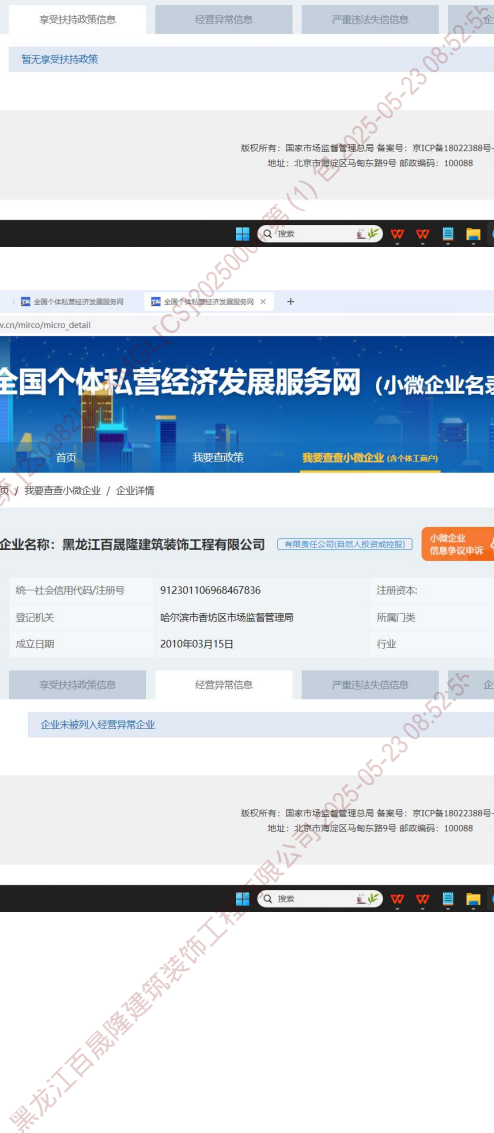 享受扶持政策信息 经营异常信息 严重违法失信信息
暂无享受扶持政策
版权所有：国家市场监督管理总局 备案号：京ICP备18022388号-
地址：北京市海淀区马甸东路9号 邮政编码：100088
搜索
全国个体私营经济发展服务网 全国个体私营经济发展服务网 × +
v.cn/mirco/micro_detail
全国个体私营经济发展服务网（小微企业名录
首页 我要查政策 我要查查小微企业 (含个体工商户)
页 / 我要查查小微企业 / 企业详情
企业名称：黑龙江百晟隆建筑装饰工程有限公司 有限责任公司(自然人投资或控股) 小微企业
信息争议申诉
统一社会信用代码/注册号 912301106968467836 注册资本:
登记机关 哈尔滨市香坊区市场监督管理局 所属门类
成立日期 2010年03月15日 行业
享受扶持政策信息 经营异常信息 严重违法失信信息 企
企业未被列入经营异常企业
版权所有：国家市场监督管理总局 备案号：京ICP备18022388号-
地址：北京市海淀区马甸东路9号 邮政编码：100088
搜索
黑龙江百晟隆建筑装饰工程有限公司 2025-05-23 08:52:55